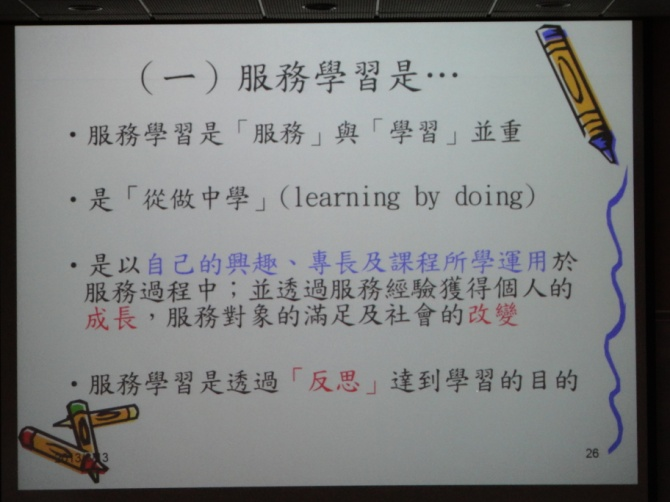 （一）服務學習是…
・服務學習是「服務」與「學習」並重
・是「從做中學」(learning by doing)
・是以自己的興趣、專長及課程所學運用於
服務過程中；並透過服務經驗獲得個人的
成長，服務對象的滿足及社會的改變
・服務學習是透過「反思」達到學習的目的
26